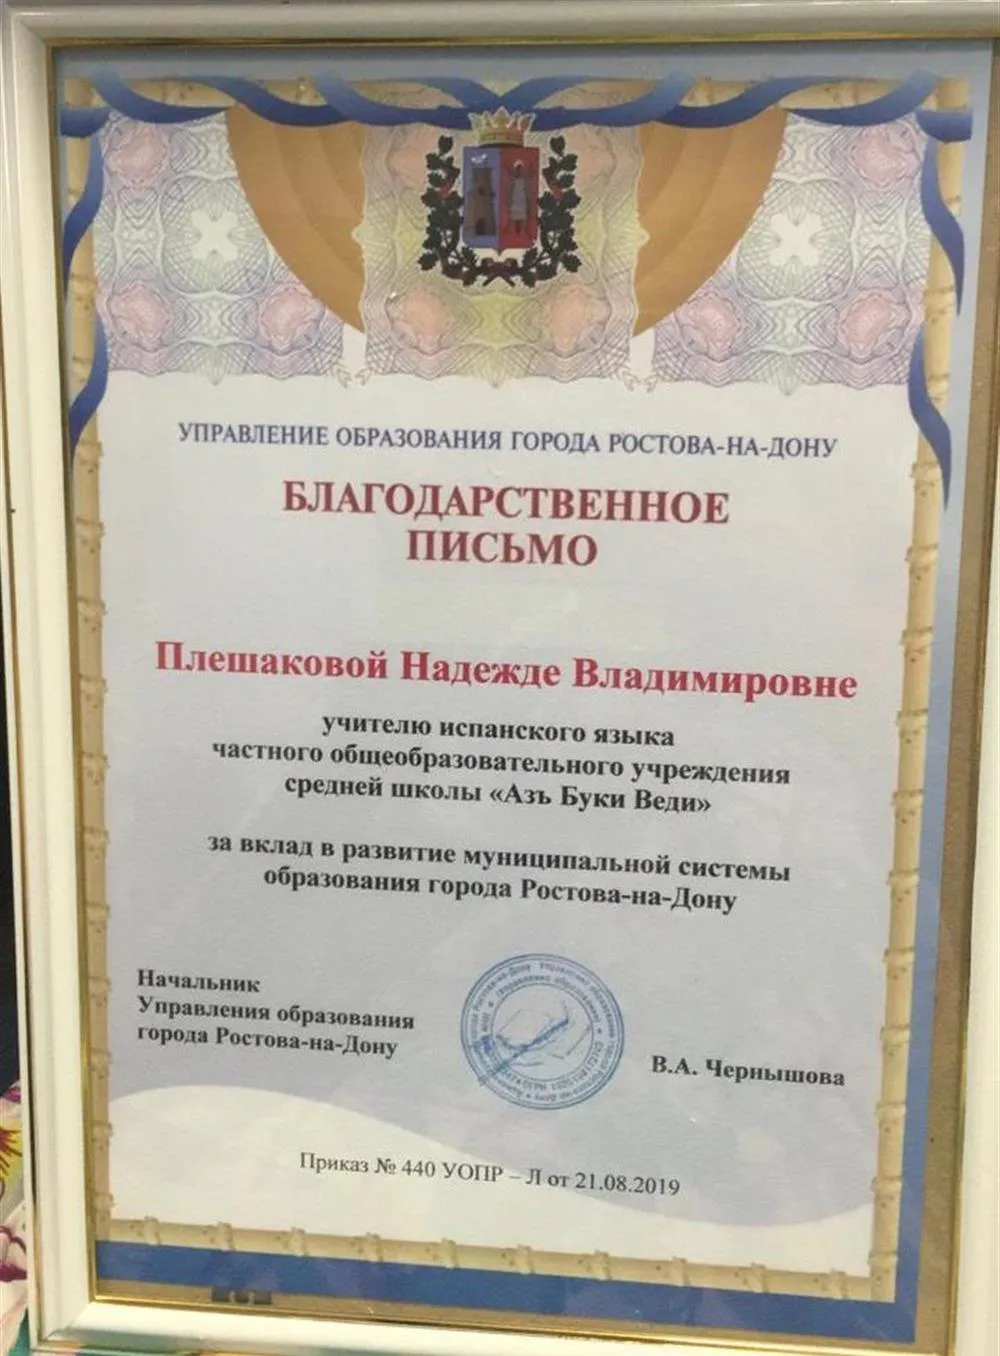 УПРАВЛЕНИЕ ОБРАЗОВАНИЯ ГОРОДА РОСТОВА-НА-ДОНУ
БЛАГОДАРСТВЕННОЕ
ПИСЬМО
Плешаковой Надежде Владимировне
учителю испанского языка
частного общеобразовательного учреждения
средней школы «Азъ Буки Веди»
за вклад в развитие муниципальной системы
образования города Ростова-на-Дону
Начальник
Управления образования
города Ростова-на-Дону
В.А. Чернышова
Приказ № 440 УОПР – Л от 21.08.2019